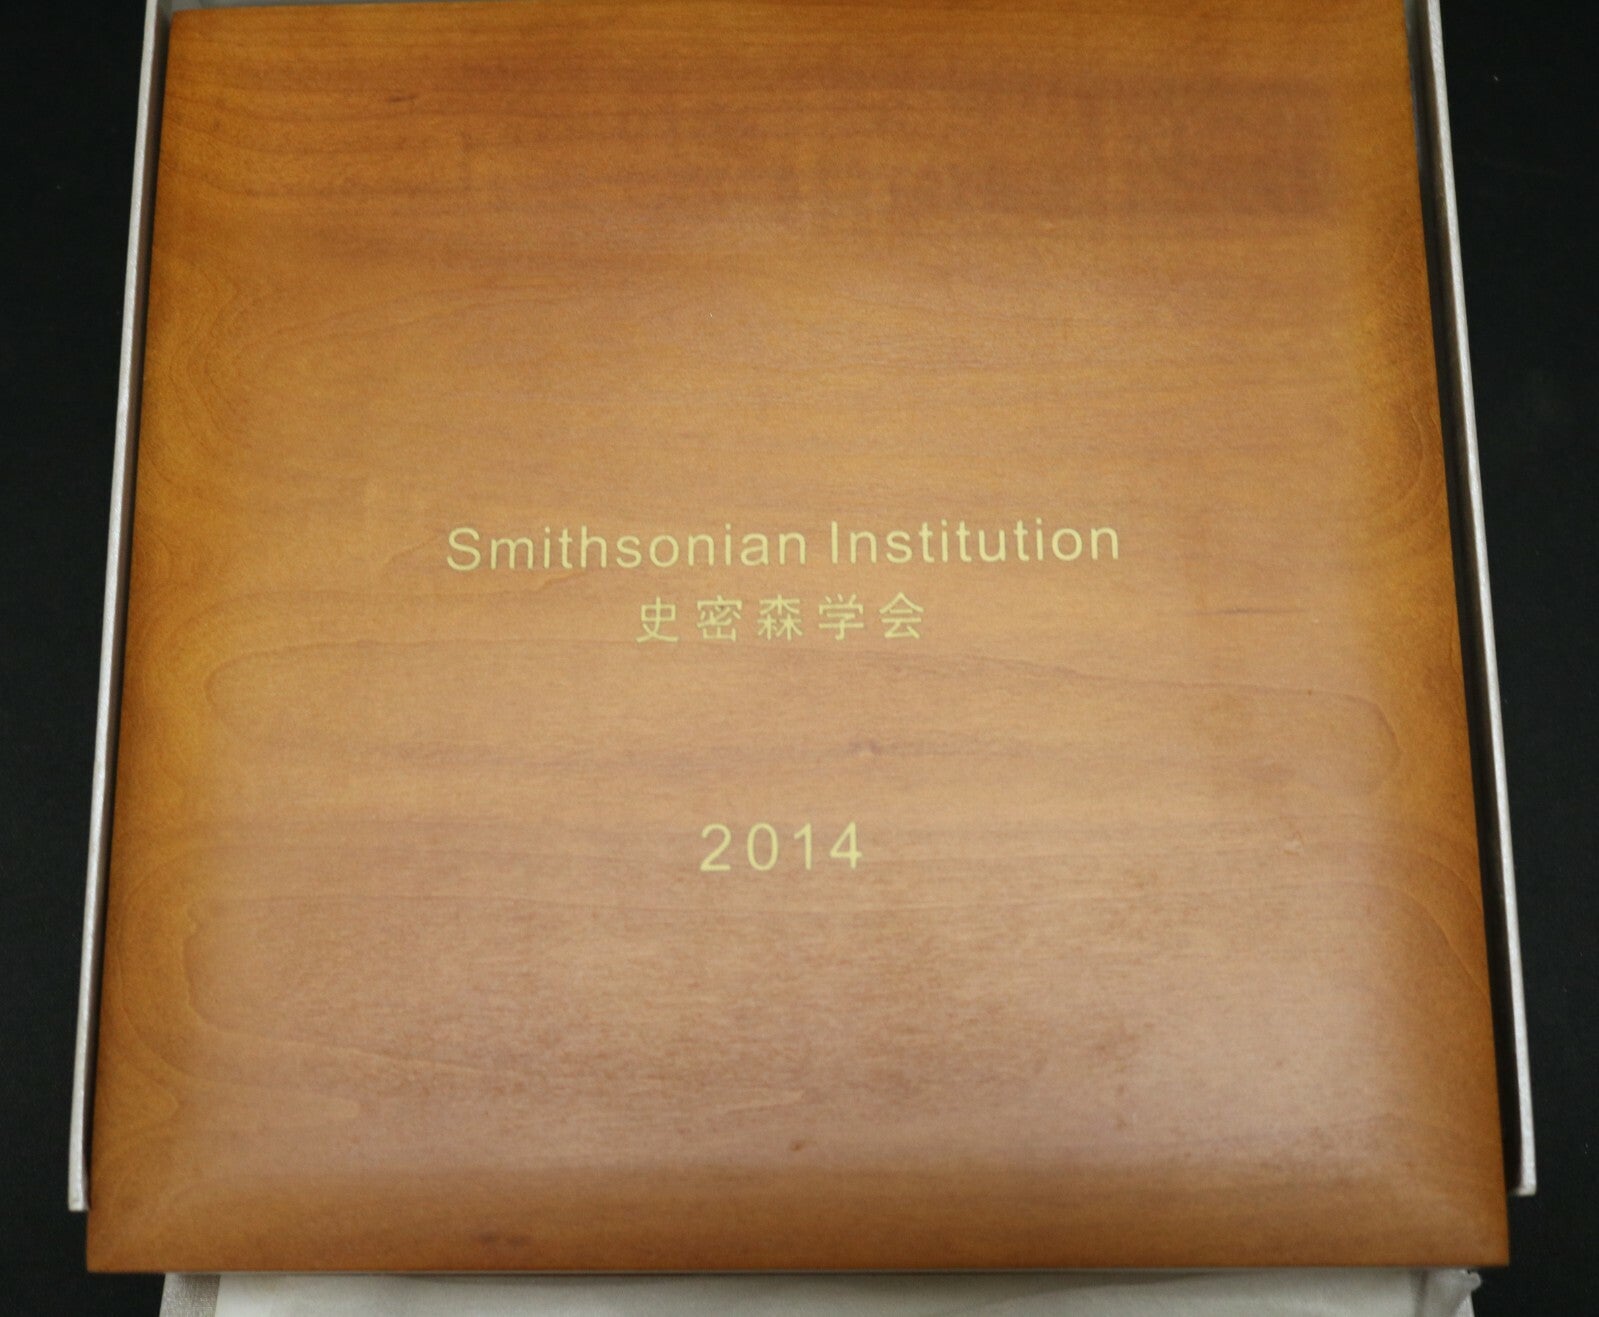 Smithsonian Institution
史密森学会
2014